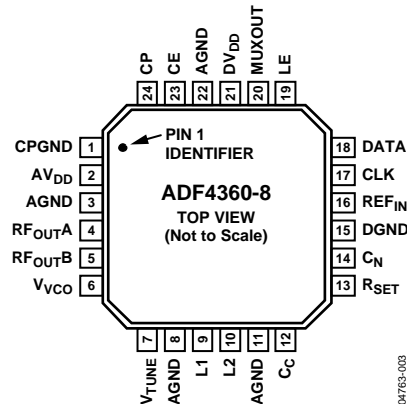 CP
CE
AGND
DVDD
MUXOUT
LE
24
23
22
21
20
19
CPGND 1
AVDD 2
AGND 3
RFOUTA 4
RFOUTB 5
VVCO 6
PIN 1
IDENTIFIER
ADF4360-8
TOP VIEW
(Not to Scale)
18 DATA
17 CLK
16 REFIN
15 DGND
14 CN
13 RSET
7
8
9
10
11
12
VTUNE
AGND
L1
L2
AGND
CC
04763-003